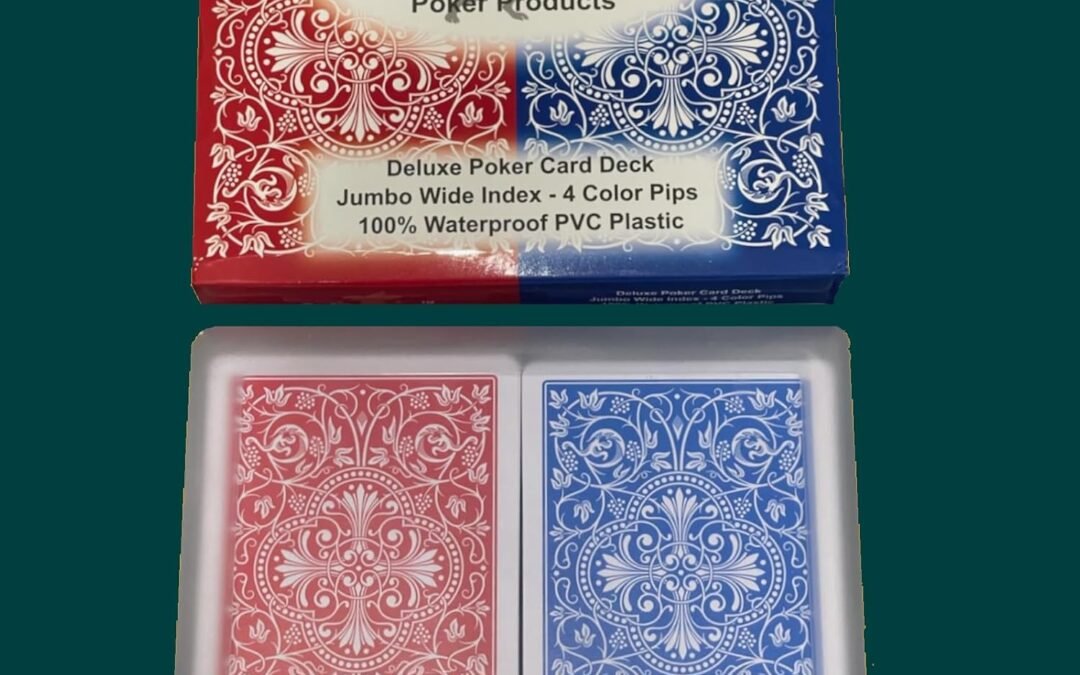 Poker Products
Deluxe Poker Card Deck
Jumbo Wide Index - 4 Color Pips
100% Waterproof PVC Plastic
TM
Deluxe Poker Card Deck
Jumbo Wide Index - 4 Color Pips